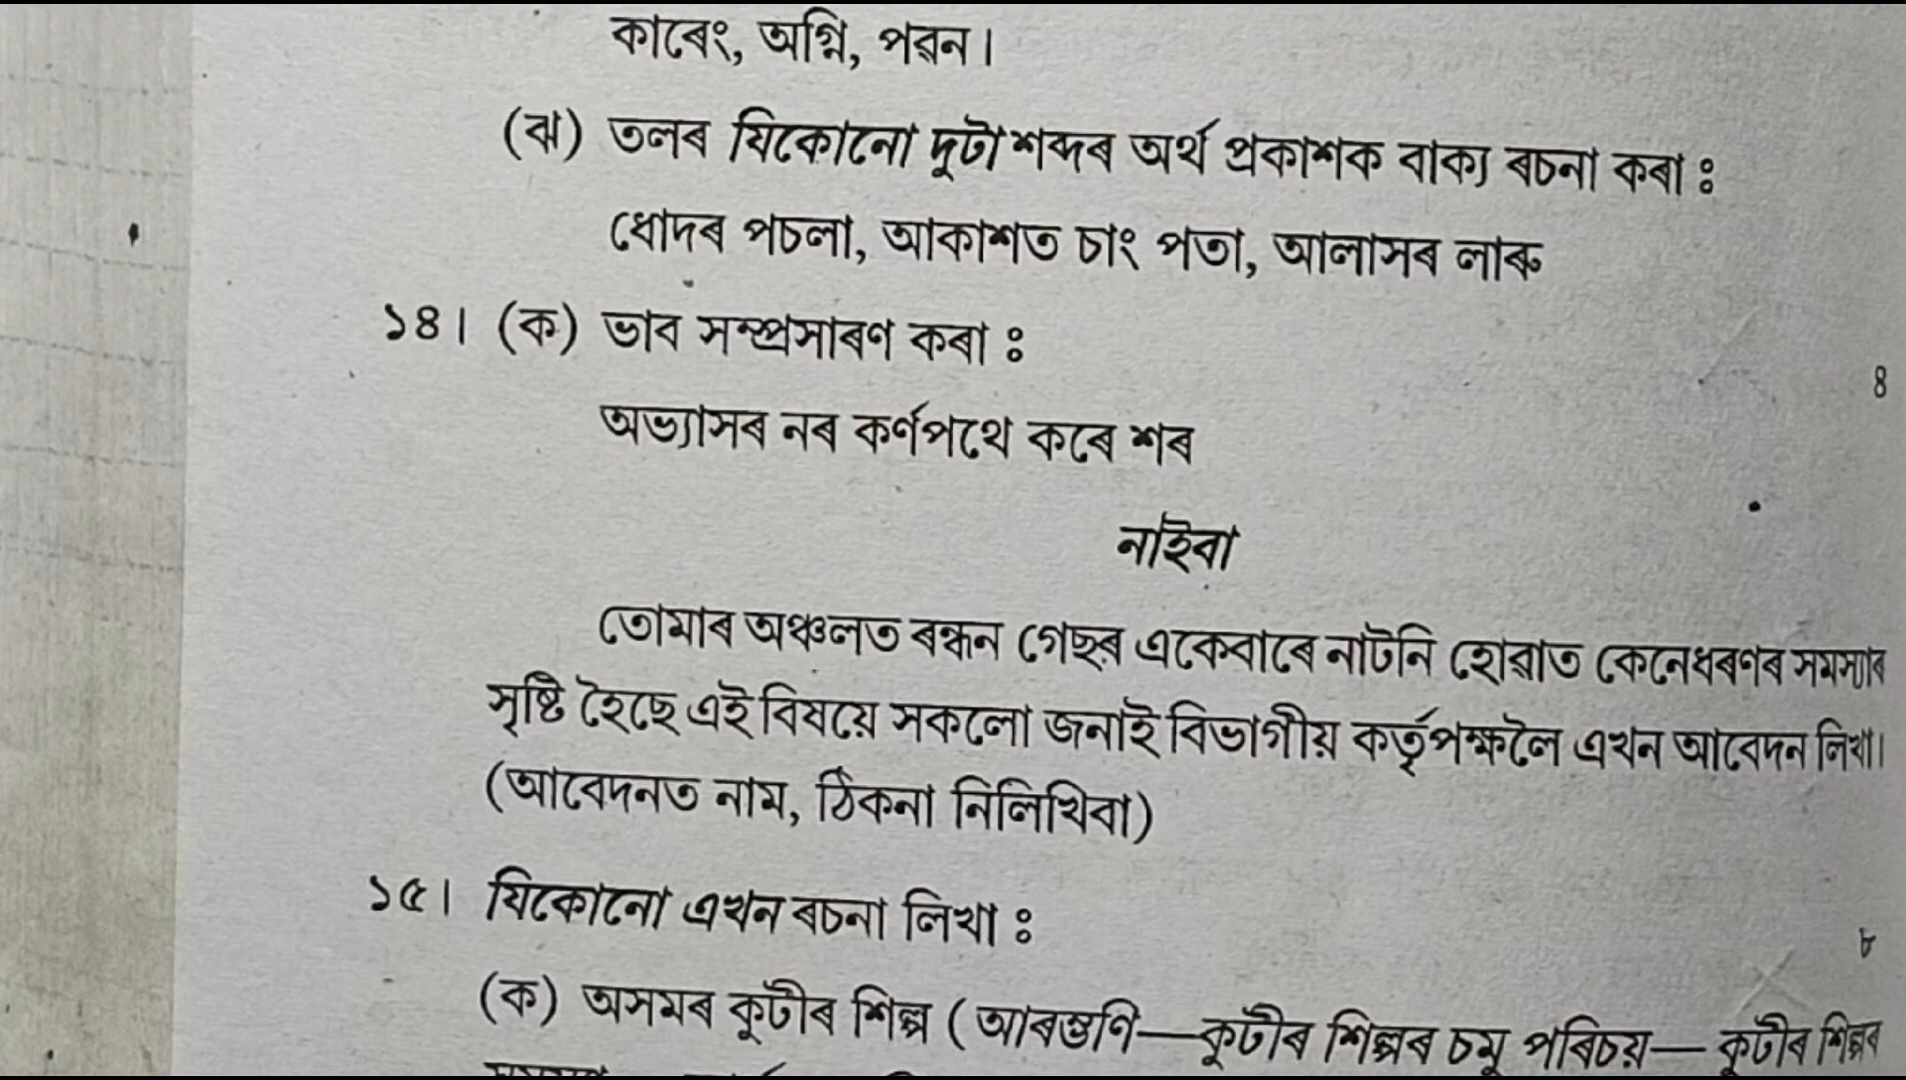 কাৰেং, অগ্নি, পৱন।
(ঝ) তলৰ যিকোনো দুটা শব্দৰ অৰ্থ প্ৰকাশক বাক্য ৰচনা কৰা ঃ
ধোদৰ পচলা, আকাশত চাং পতা, আলাসৰ লাৰু
১৪। (ক) ভাব সম্প্ৰসাৰণ কৰা ঃ
৪
অভ্যাসৰ নৰ কৰ্ণপথে কৰে শৰ
নাইবা
তোমাৰ অঞ্চলত ৰন্ধন গেছৰ একেবাৰে নাটনি হোৱাত কেনেধৰণৰ সমস্যাৰ
সৃষ্টি হৈছে এই বিষয়ে সকলো জনাই বিভাগীয় কৰ্তৃপক্ষলৈ এখন আবেদন লিখা।
(আবেদনত নাম, ঠিকনা নিলিখিবা)
১৫। যিকোনো এখন ৰচনা লিখা ঃ
৮
(ক) অসমৰ কুটীৰ শিল্প (আৰম্ভণি—কুটীৰ শিল্পৰ চমু পৰিচয়— কুটীৰ শিল্পৰ